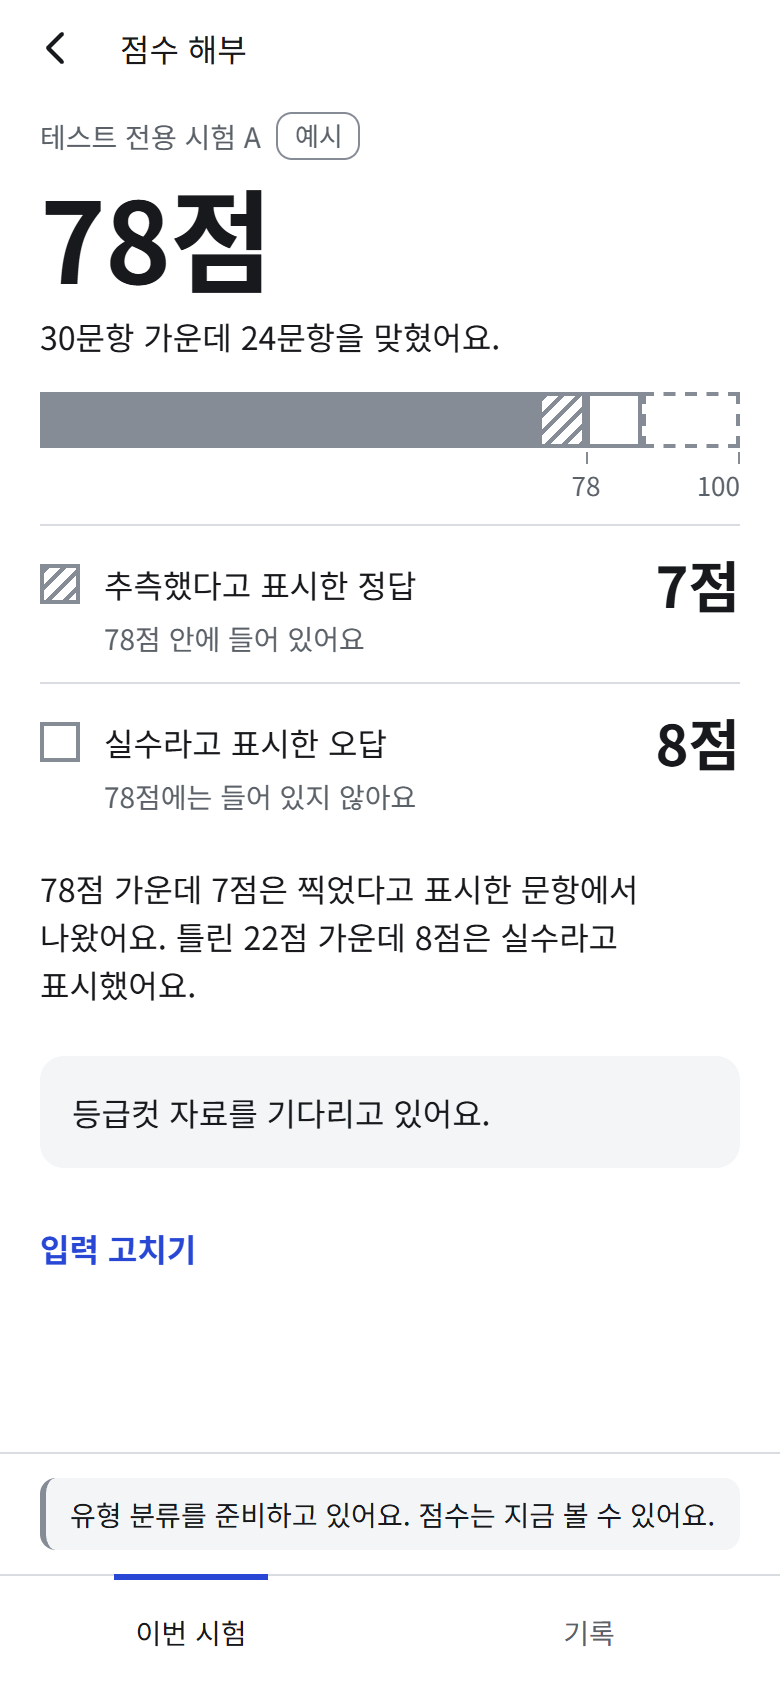 점수 해부
테스트 전용 시험 A 예시
78점
30문항 가운데 24문항을 맞혔어요.
78 100
추측했다고 표시한 정답 7점
78점 안에 들어 있어요
실수라고 표시한 오답 8점
78점에는 들어 있지 않아요
78점 가운데 7점은 찍었다고 표시한 문항에서
나왔어요. 틀린 22점 가운데 8점은 실수라고
표시했어요.
등급컷 자료를 기다리고 있어요.
입력 고치기
유형 분류를 준비하고 있어요. 점수는 지금 볼 수 있어요.
이번 시험 기록